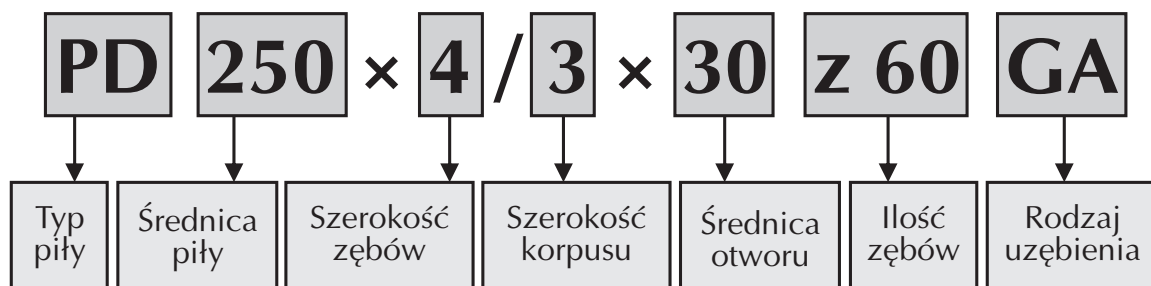 PD 250 × 4 / 3 × 30 z 60 GA
Typ
piły
Średnica
piły
Szerokość
zębów
Szerokość
korpusu
Średnica
otworu
Ilość
zębów
Rodzaj
uzębienia